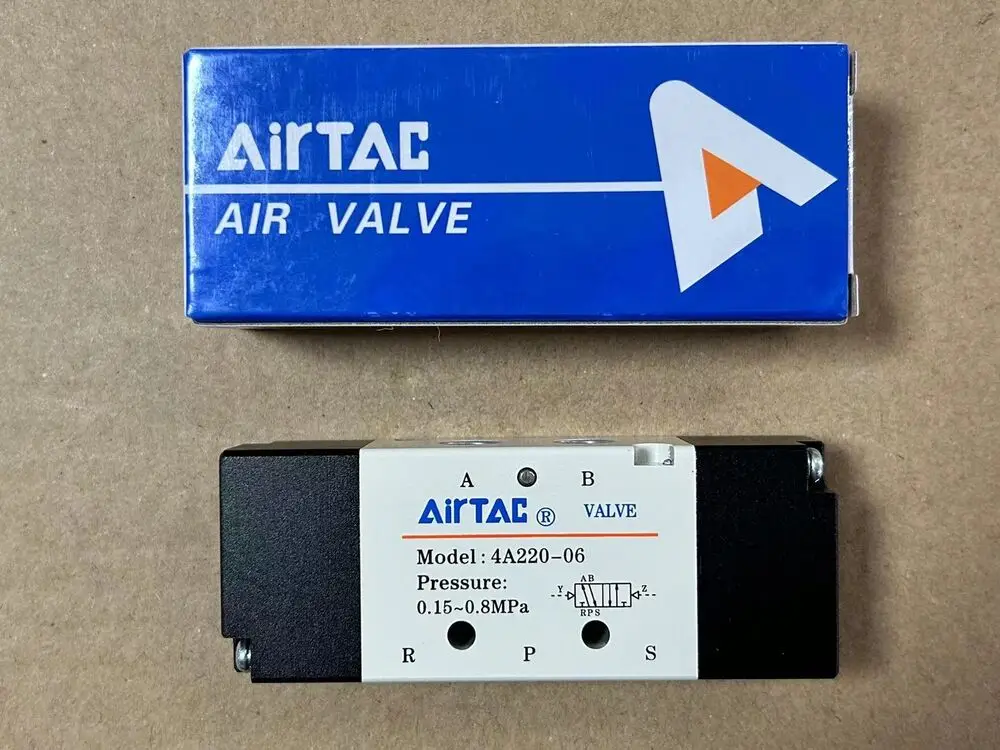 AirTAC
AIR VALVE
A B
AirTAC ® VALVE
Model : 4A220-06
Pressure:
0.15~0.8MPa
A B
Y Z
R P S
R P S